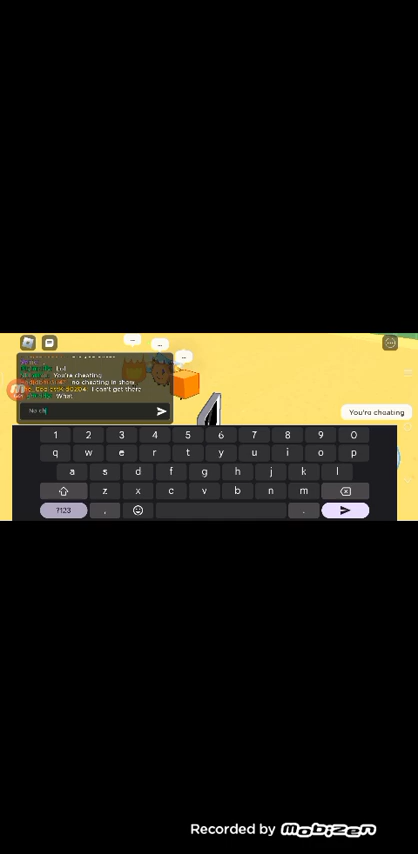 Lol
You're cheating
no cheating in show
CoolestKid0204: I can't get there
What
No ch
You're cheating
1 2 3 4 5 6 7 8 9 0
q w e r t y u i o p
a s d f g h j k l
z x c v b n m
?123 , .
Recorded by Mobizen